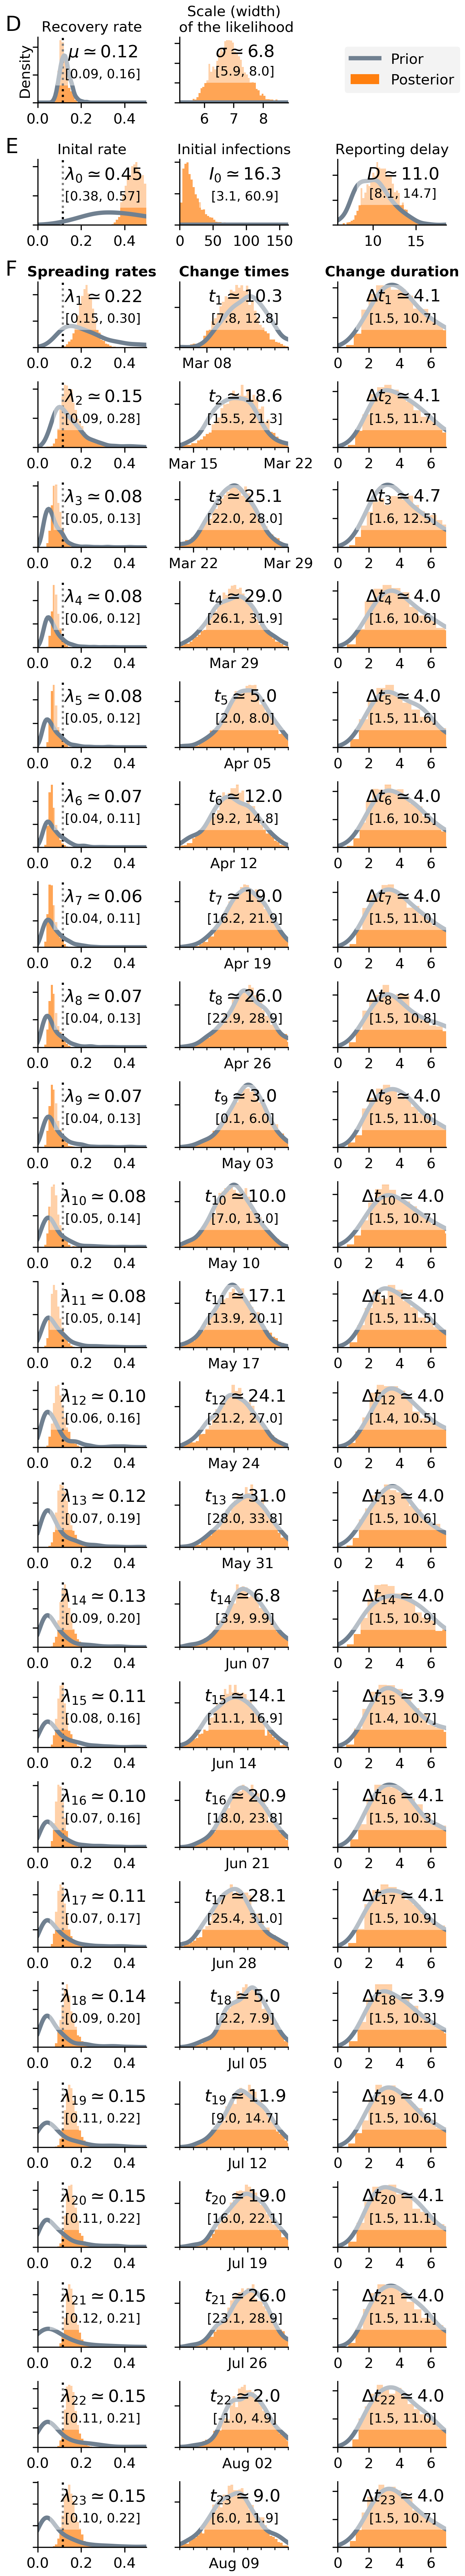 D
Recovery rate
Scale (width)
of the likelihood
Density
μ ≃ 0.12
[0.09, 0.16]
σ ≃ 6.8
[5.9, 8.0]
Prior
Posterior
0.0 0.2 0.4
6 7 8
E
Inital rate
Initial infections
Reporting delay
λ0 ≃ 0.45
[0.38, 0.57]
I0 ≃ 16.3
[3.1, 60.9]
D ≃ 11.0
[8.1, 14.7]
0.0 0.2 0.4
0 50 100 150
10 15
F
Spreading rates
Change times
Change duration
λ1 ≃ 0.22
[0.15, 0.30]
t1 ≃ 10.3
[7.8, 12.8]
Δt1 ≃ 4.1
[1.5, 10.7]
0.0 0.2 0.4
Mar 08
0 2 4 6
λ2 ≃ 0.15
[0.09, 0.28]
t2 ≃ 18.6
[15.5, 21.3]
Δt2 ≃ 4.1
[1.5, 11.7]
0.0 0.2 0.4
Mar 15 Mar 22
0 2 4 6
λ3 ≃ 0.08
[0.05, 0.13]
t3 ≃ 25.1
[22.0, 28.0]
Δt3 ≃ 4.7
[1.6, 12.5]
0.0 0.2 0.4
Mar 22 Mar 29
0 2 4 6
λ4 ≃ 0.08
[0.06, 0.12]
t4 ≃ 29.0
[26.1, 31.9]
Δt4 ≃ 4.0
[1.6, 10.6]
0.0 0.2 0.4
Mar 29
0 2 4 6
λ5 ≃ 0.08
[0.05, 0.12]
t5 ≃ 5.0
[2.0, 8.0]
Δt5 ≃ 4.0
[1.5, 11.6]
0.0 0.2 0.4
Apr 05
0 2 4 6
λ6 ≃ 0.07
[0.04, 0.11]
t6 ≃ 12.0
[9.2, 14.8]
Δt6 ≃ 4.0
[1.6, 10.5]
0.0 0.2 0.4
Apr 12
0 2 4 6
λ7 ≃ 0.06
[0.04, 0.11]
t7 ≃ 19.0
[16.2, 21.9]
Δt7 ≃ 4.0
[1.5, 11.0]
0.0 0.2 0.4
Apr 19
0 2 4 6
λ8 ≃ 0.07
[0.04, 0.13]
t8 ≃ 26.0
[22.9, 28.9]
Δt8 ≃ 4.0
[1.5, 10.8]
0.0 0.2 0.4
Apr 26
0 2 4 6
λ9 ≃ 0.07
[0.04, 0.13]
t9 ≃ 3.0
[0.1, 6.0]
Δt9 ≃ 4.0
[1.5, 11.0]
0.0 0.2 0.4
May 03
0 2 4 6
λ10 ≃ 0.08
[0.05, 0.14]
t10 ≃ 10.0
[7.0, 13.0]
Δt10 ≃ 4.0
[1.5, 10.7]
0.0 0.2 0.4
May 10
0 2 4 6
λ11 ≃ 0.08
[0.05, 0.14]
t11 ≃ 17.1
[13.9, 20.1]
Δt11 ≃ 4.0
[1.5, 11.5]
0.0 0.2 0.4
May 17
0 2 4 6
λ12 ≃ 0.10
[0.06, 0.16]
t12 ≃ 24.1
[21.2, 27.0]
Δt12 ≃ 4.0
[1.4, 10.5]
0.0 0.2 0.4
May 24
0 2 4 6
λ13 ≃ 0.12
[0.07, 0.19]
t13 ≃ 31.0
[28.0, 33.8]
Δt13 ≃ 4.0
[1.5, 10.6]
0.0 0.2 0.4
May 31
0 2 4 6
λ14 ≃ 0.13
[0.09, 0.20]
t14 ≃ 6.8
[3.9, 9.9]
Δt14 ≃ 4.0
[1.5, 10.9]
0.0 0.2 0.4
Jun 07
0 2 4 6
λ15 ≃ 0.11
[0.08, 0.16]
t15 ≃ 14.1
[11.1, 16.9]
Δt15 ≃ 3.9
[1.4, 10.7]
0.0 0.2 0.4
Jun 14
0 2 4 6
λ16 ≃ 0.10
[0.07, 0.16]
t16 ≃ 20.9
[18.0, 23.8]
Δt16 ≃ 4.1
[1.5, 10.3]
0.0 0.2 0.4
Jun 21
0 2 4 6
λ17 ≃ 0.11
[0.07, 0.17]
t17 ≃ 28.1
[25.4, 31.0]
Δt17 ≃ 4.1
[1.5, 10.9]
0.0 0.2 0.4
Jun 28
0 2 4 6
λ18 ≃ 0.14
[0.09, 0.20]
t18 ≃ 5.0
[2.2, 7.9]
Δt18 ≃ 3.9
[1.5, 10.3]
0.0 0.2 0.4
Jul 05
0 2 4 6
λ19 ≃ 0.15
[0.11, 0.22]
t19 ≃ 11.9
[9.0, 14.7]
Δt19 ≃ 4.0
[1.5, 10.6]
0.0 0.2 0.4
Jul 12
0 2 4 6
λ20 ≃ 0.15
[0.11, 0.22]
t20 ≃ 19.0
[16.0, 22.1]
Δt20 ≃ 4.1
[1.5, 11.1]
0.0 0.2 0.4
Jul 19
0 2 4 6
λ21 ≃ 0.15
[0.12, 0.21]
t21 ≃ 26.0
[23.1, 28.9]
Δt21 ≃ 4.0
[1.5, 11.1]
0.0 0.2 0.4
Jul 26
0 2 4 6
λ22 ≃ 0.15
[0.11, 0.21]
t22 ≃ 2.0
[-1.0, 4.9]
Δt22 ≃ 4.0
[1.5, 11.0]
0.0 0.2 0.4
Aug 02
0 2 4 6
λ23 ≃ 0.15
[0.10, 0.22]
t23 ≃ 9.0
[6.0, 11.9]
Δt23 ≃ 4.0
[1.5, 10.7]
0.0 0.2 0.4
Aug 09
0 2 4 6